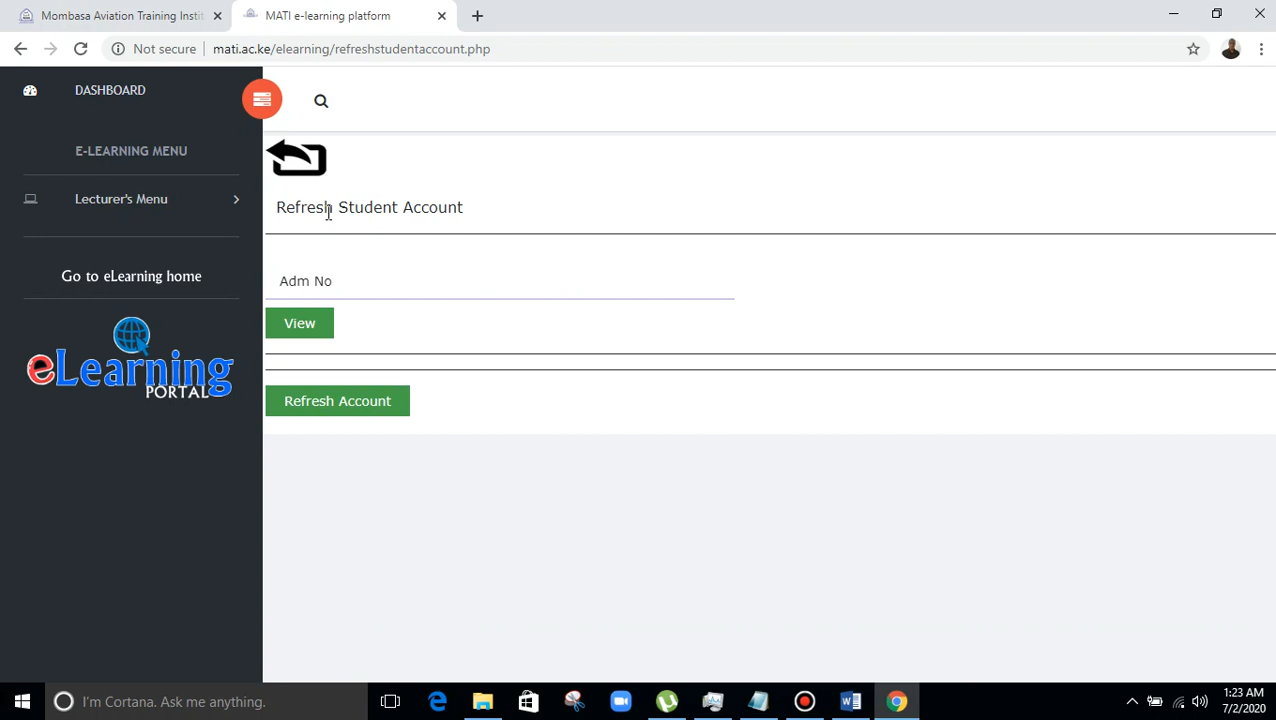 Mombasa Aviation Training Instit
MATI e-learning platform
Not secure
mati.ac.ke/elearning/refreshstudentaccount.php
DASHBOARD
E-LEARNING MENU
Lecturer's Menu
Go to eLearning home
eLearning
PORTAL
Refresh Student Account
Adm No
View
Refresh Account
I'm Cortana. Ask me anything.
1:23 AM
7/2/2020